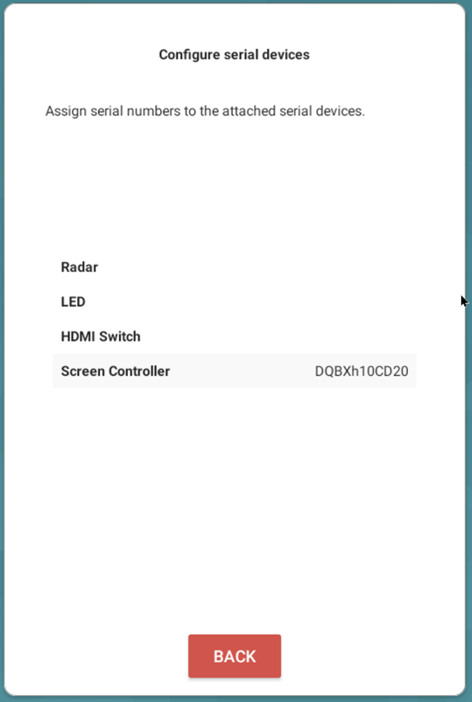 Configure serial devices
Assign serial numbers to the attached serial devices.
Radar
LED
HDMI Switch
Screen Controller DQBXh10CD20
BACK